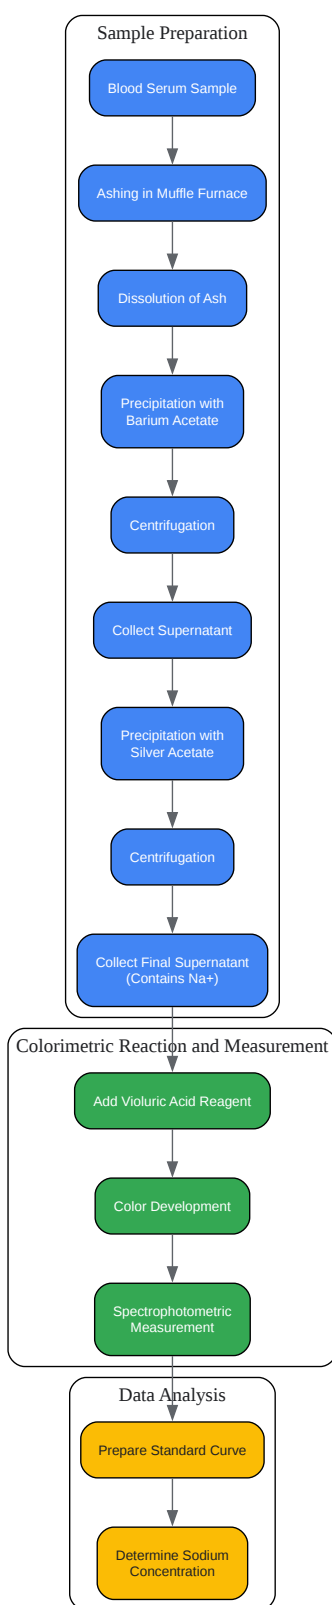 Sample Preparation
Blood Serum Sample
Ashing in Muffle Furnace
Dissolution of Ash
Precipitation with
Barium Acetate
Centrifugation
Collect Supernatant
Precipitation with
Silver Acetate
Centrifugation
Collect Final Supernatant
(Contains Na+)
Colorimetric Reaction and Measurement
Add Violuric Acid Reagent
Color Development
Spectrophotometric
Measurement
Data Analysis
Prepare Standard Curve
Determine Sodium
Concentration